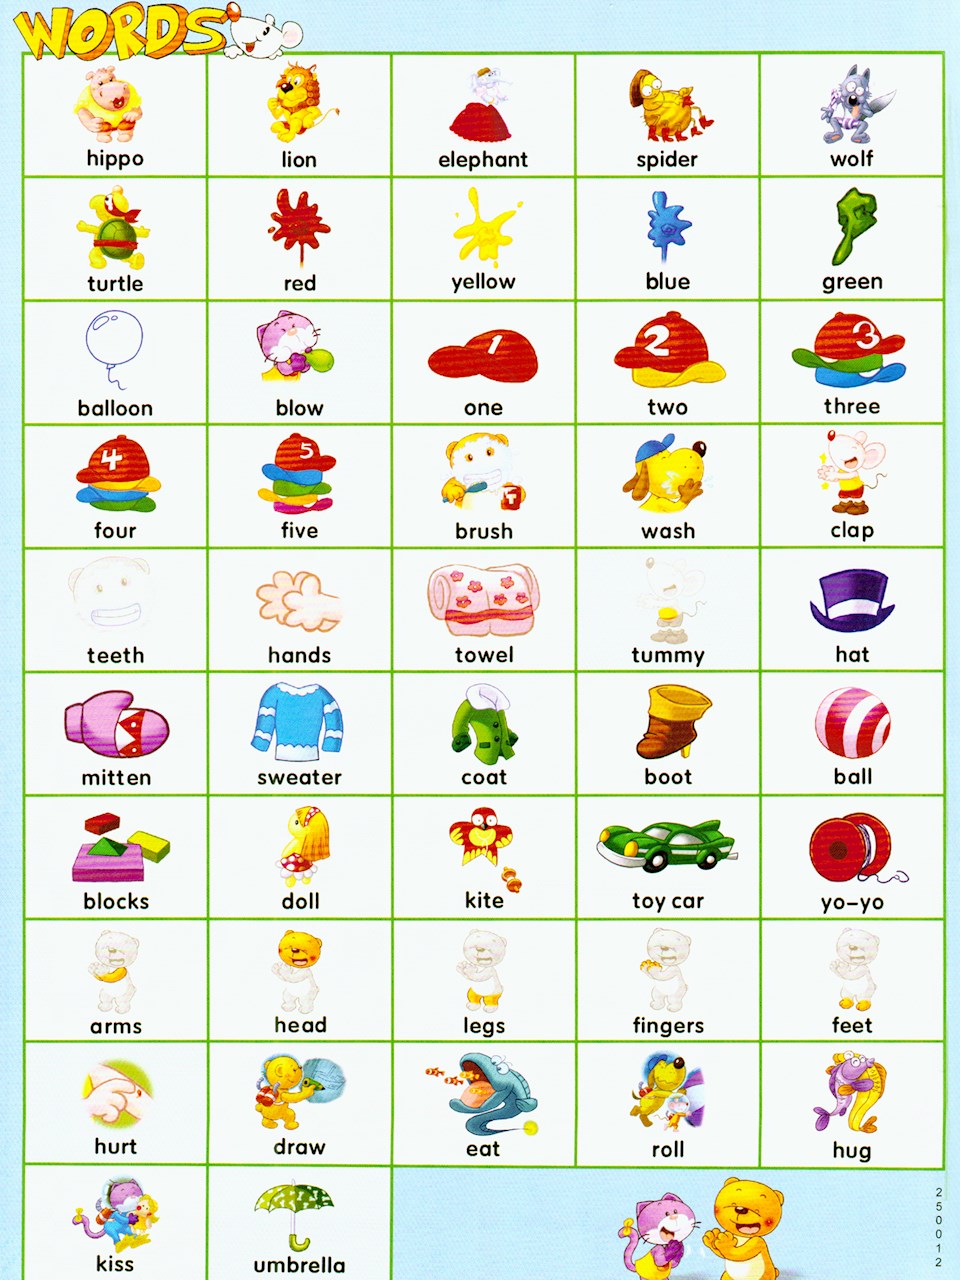 WORDS
hippo lion elephant spider wolf
turtle red yellow blue green
balloon blow one two three
1 2 3
four five brush wash clap
4 5
teeth hands towel tummy hat
mitten sweater coat boot ball
blocks doll kite toy car yo-yo
arms head legs fingers feet
hurt draw eat roll hug
kiss umbrella
250012